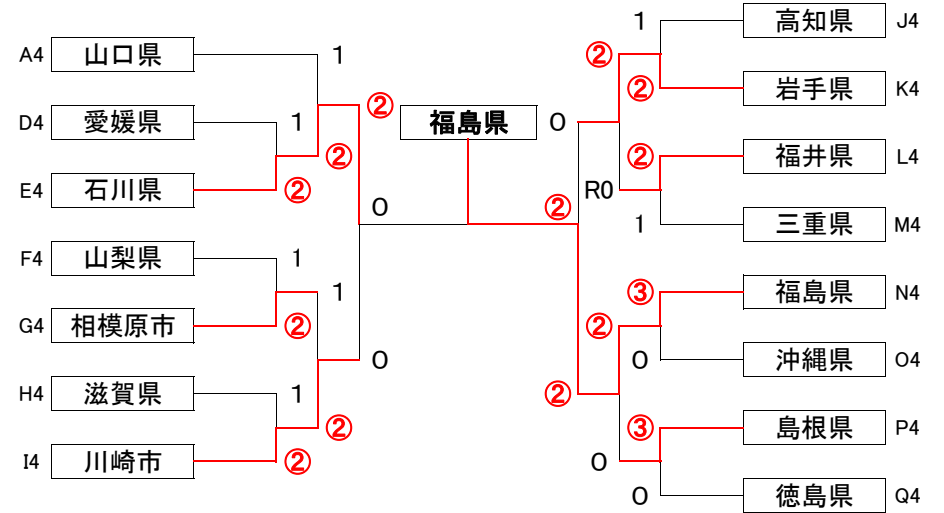 A4 山口県 1
②
D4 愛媛県 1
②
E4 石川県 ②
0
F4 山梨県 1
1
G4 相模原市 ②
0
H4 滋賀県 1
②
I4 川崎市 ②
福島県
②
1 高知県 J4
②
② 岩手県 K4
0
② 福井県 L4
R0
1 三重県 M4
③ 福島県 N4
②
0 沖縄県 O4
②
③ 島根県 P4
0
0 徳島県 Q4